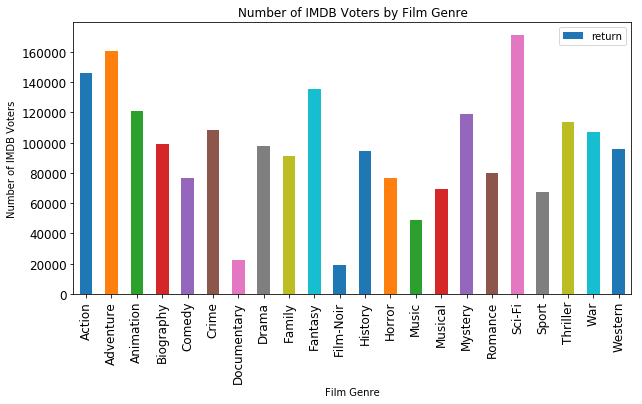 Number of IMDB Voters by Film Genre
return
Number of IMDB Voters
160000
140000
120000
100000
80000
60000
40000
20000
0
Action
Adventure
Animation
Biography
Comedy
Crime
Documentary
Drama
Family
Fantasy
Film-Noir
History
Horror
Music
Musical
Mystery
Romance
Sci-Fi
Sport
Thriller
War
Western
Film Genre